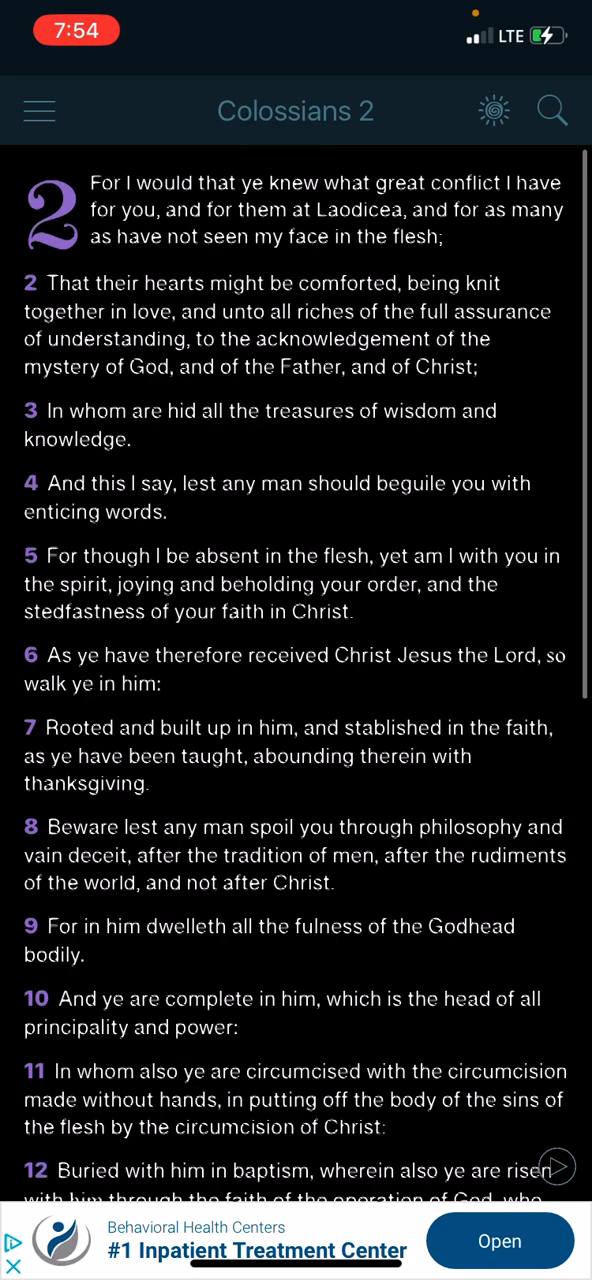 7:54
LTE
Colossians 2
2 For I would that ye knew what great conflict I have
for you, and for them at Laodicea, and for as many
as have not seen my face in the flesh;
2 That their hearts might be comforted, being knit
together in love, and unto all riches of the full assurance
of understanding, to the acknowledgement of the
mystery of God, and of the Father, and of Christ;
3 In whom are hid all the treasures of wisdom and
knowledge.
4 And this I say, lest any man should beguile you with
enticing words.
5 For though I be absent in the flesh, yet am I with you in
the spirit, joying and beholding your order, and the
stedfastness of your faith in Christ.
6 As ye have therefore received Christ Jesus the Lord, so
walk ye in him:
7 Rooted and built up in him, and stablished in the faith,
as ye have been taught, abounding therein with
thanksgiving.
8 Beware lest any man spoil you through philosophy and
vain deceit, after the tradition of men, after the rudiments
of the world, and not after Christ.
9 For in him dwelleth all the fulness of the Godhead
bodily.
10 And ye are complete in him, which is the head of all
principality and power:
11 In whom also ye are circumcised with the circumcision
made without hands, in putting off the body of the sins of
the flesh by the circumcision of Christ:
12 Buried with him in baptism, wherein also ye are risen
with him through the faith of the operation of God, who
Behavioral Health Centers
#1 Inpatient Treatment Center
Open